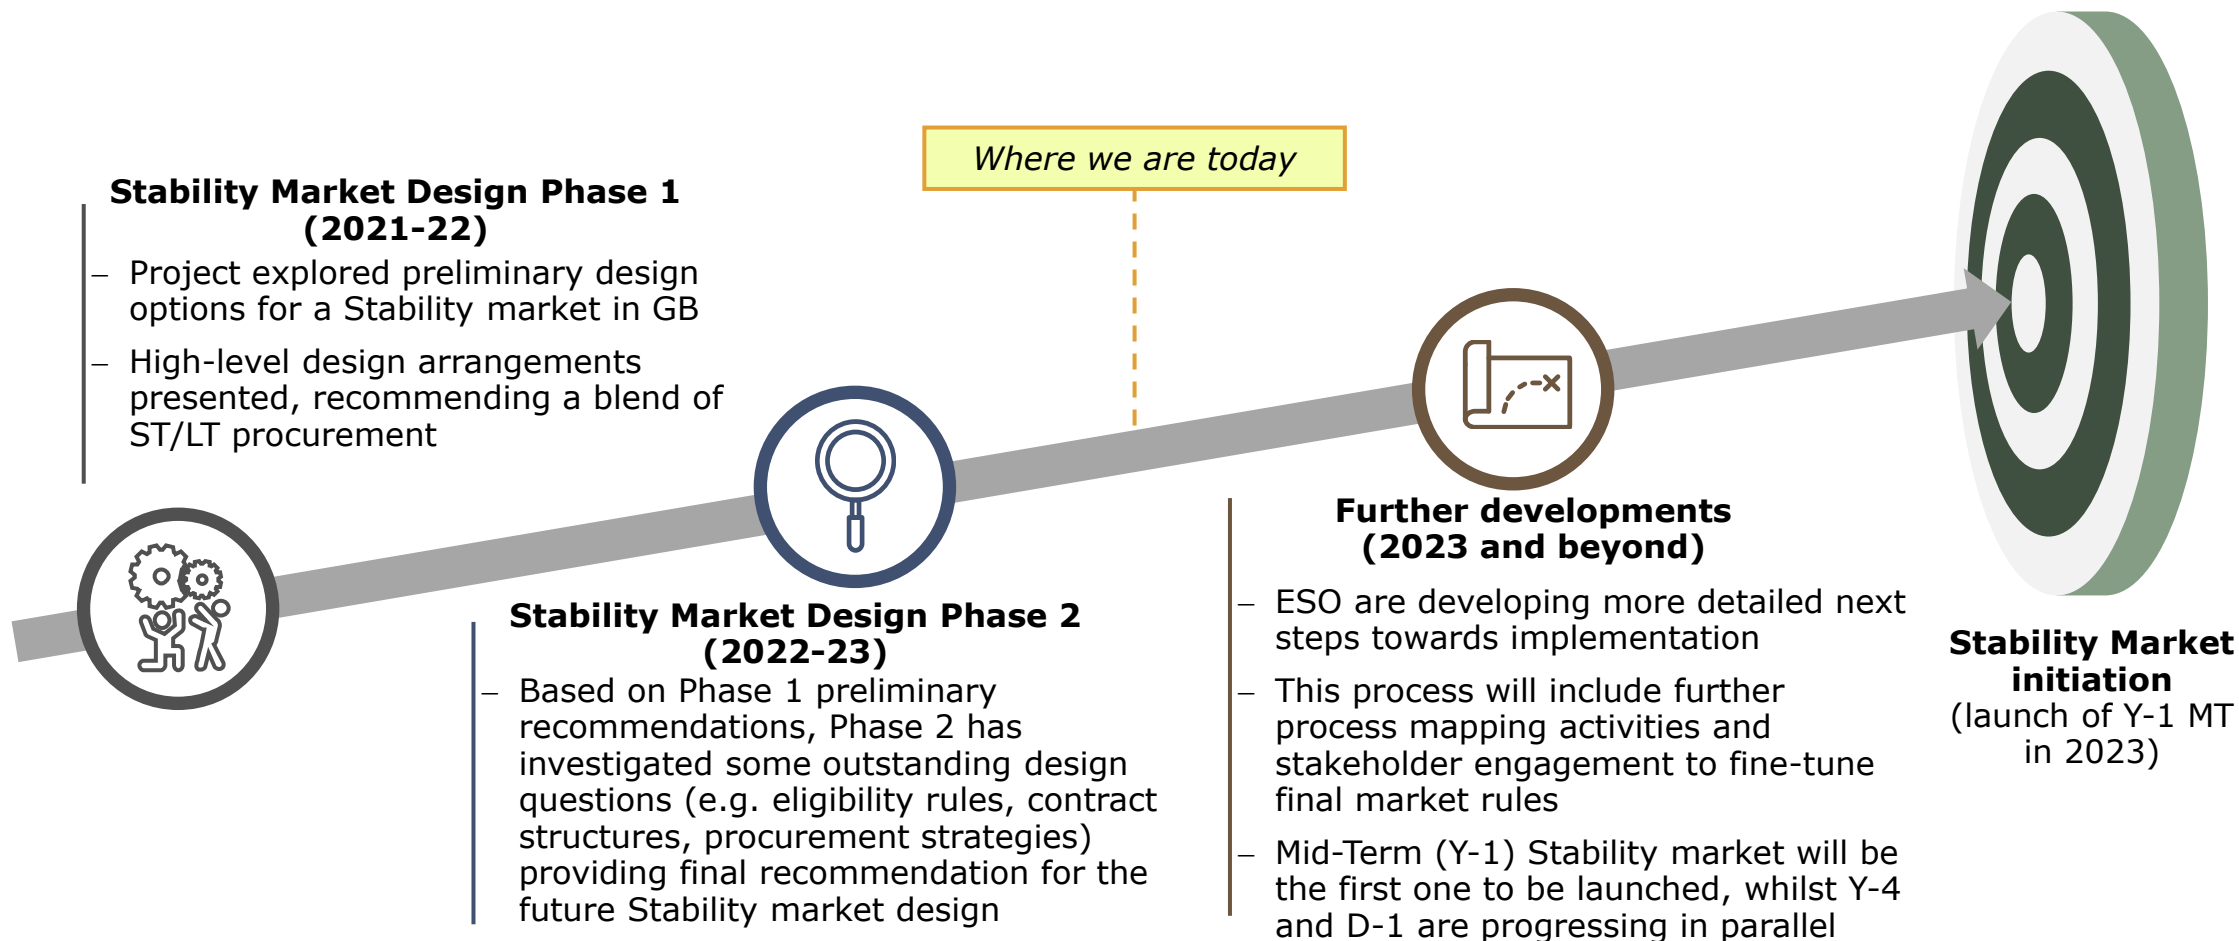 Where we are today
Stability Market Design Phase 1
(2021-22)
– Project explored preliminary design
options for a Stability market in GB
– High-level design arrangements
presented, recommending a blend of
ST/LT procurement
Stability Market Design Phase 2
(2022-23)
– Based on Phase 1 preliminary
recommendations, Phase 2 has
investigated some outstanding design
questions (e.g. eligibility rules, contract
structures, procurement strategies)
providing final recommendation for the
future Stability market design
Further developments
(2023 and beyond)
– ESO are developing more detailed next
steps towards implementation
– This process will include further
process mapping activities and
stakeholder engagement to fine-tune
final market rules
– Mid-Term (Y-1) Stability market will be
the first one to be launched, whilst Y-4
and D-1 are progressing in parallel
Stability Market
initiation
(launch of Y-1 MT
in 2023)